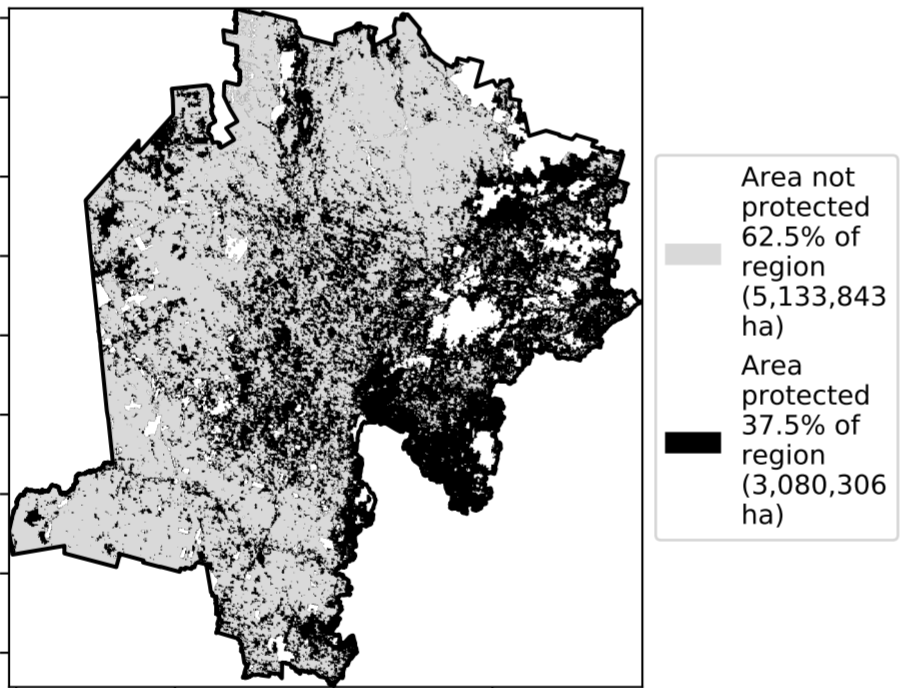 Area not
protected
62.5% of
region
(5,133,843
ha)
Area
protected
37.5% of
region
(3,080,306
ha)